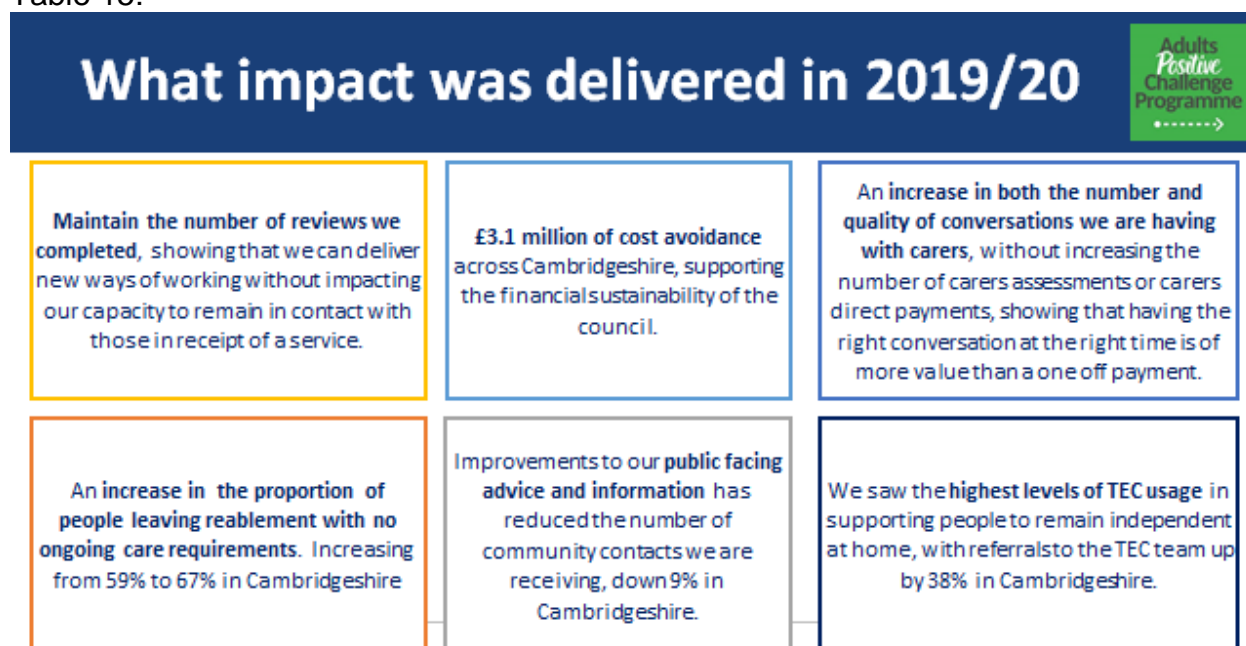 What impact was delivered in 2019/20
Adults
Positive
Challenge
Programme
Maintain the number of reviews we
completed, showing that we can deliver
new ways of working without impacting
our capacity to remain in contact with
those in receipt of a service.
£3.1 million of cost avoidance
across Cambridgeshire, supporting
the financial sustainability of the
council.
An increase in both the number and
quality of conversations we are having
with carers, without increasing the
number of carers assessments or carers
direct payments, showing that having the
right conversation at the right time is of
more value than a one off payment.
An increase in the proportion of
people leaving reablement with no
ongoing care requirements. Increasing
from 59% to 67% in Cambridgeshire
Improvements to our public facing
advice and information has
reduced the number of
community contacts we are
receiving, down 9% in
Cambridgeshire.
We saw the highest levels of TEC usage in
supporting people to remain independent
at home, with referrals to the TEC team up
by 38% in Cambridgeshire.